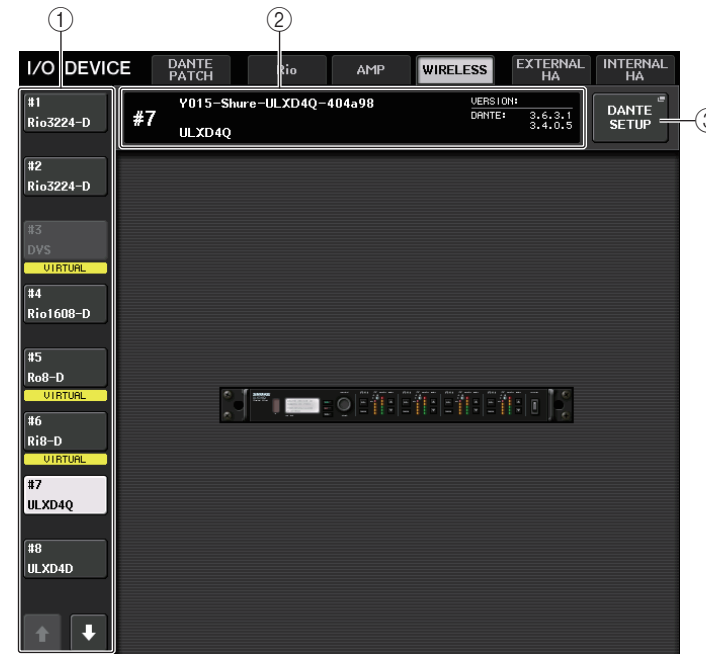 ① ②
I/O DEVICE
DANTE PATCH
Rio
AMP
WIRELESS
EXTERNAL HA
INTERNAL HA
#1
Rio3224-D
#2
Rio3224-D
#3
DVS
VIRTUAL
#4
Rio1608-D
#5
Ro8-D
VIRTUAL
#6
Ri8-D
VIRTUAL
#7
ULXD4Q
#8
ULXD4D
#7
Y015-Shure-ULXD4Q-404a98
ULXD4Q
VERSION:
DANTE: 3.6.3.1
3.4.0.5
DANTE SETUP
SHURE